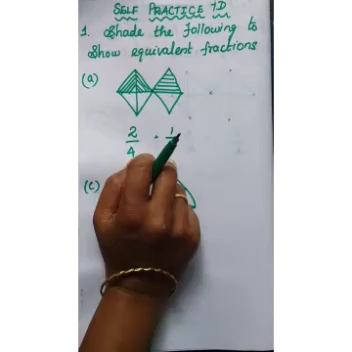 SELF PRACTICE 7D
1. Shade the following to
show equivalent fractions
(a)
2/4 = 1
(c)